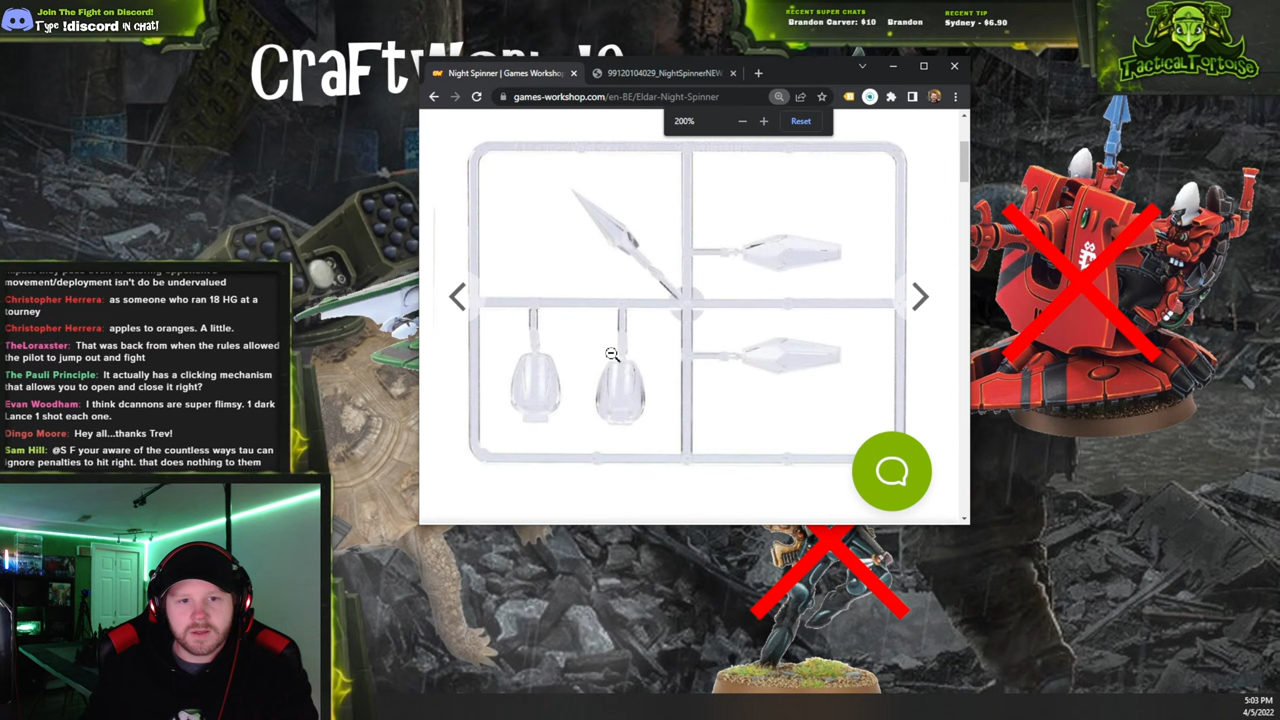 Join The Fight on Discord!
Type !discord in chat!
RECENT SUPER CHATS
Brandon Carver: $10 Brandon
RECENT TIP
Sydney - $6.90
TacticalTortoise
Night Spinner | Games Worksho
99120104029_NightSpinnerNEW
games-workshop.com/en-BE/Eldar-Night-Spinner
200%
Reset
movement/deployment isn't do be undervalued
Christopher Herrera: as someone who ran 18 HG at a
tourney
Christopher Herrera: apples to oranges. A little.
TheLoraxster: That was back from when the rules allowed
the pilot to jump out and fight
The Pauli Principle: It actually has a clicking mechanism
that allows you to open and close it right?
Evan Woodham: I think dcannons are super flimsy. 1 dark
Lance 1 shot each one.
Dingo Moore: Hey all...thanks Trev!
Sam Hill: @S F your aware of the countless ways tau can
ignore penalties to hit right. that does nothing to them
5:03 PM
4/5/2022